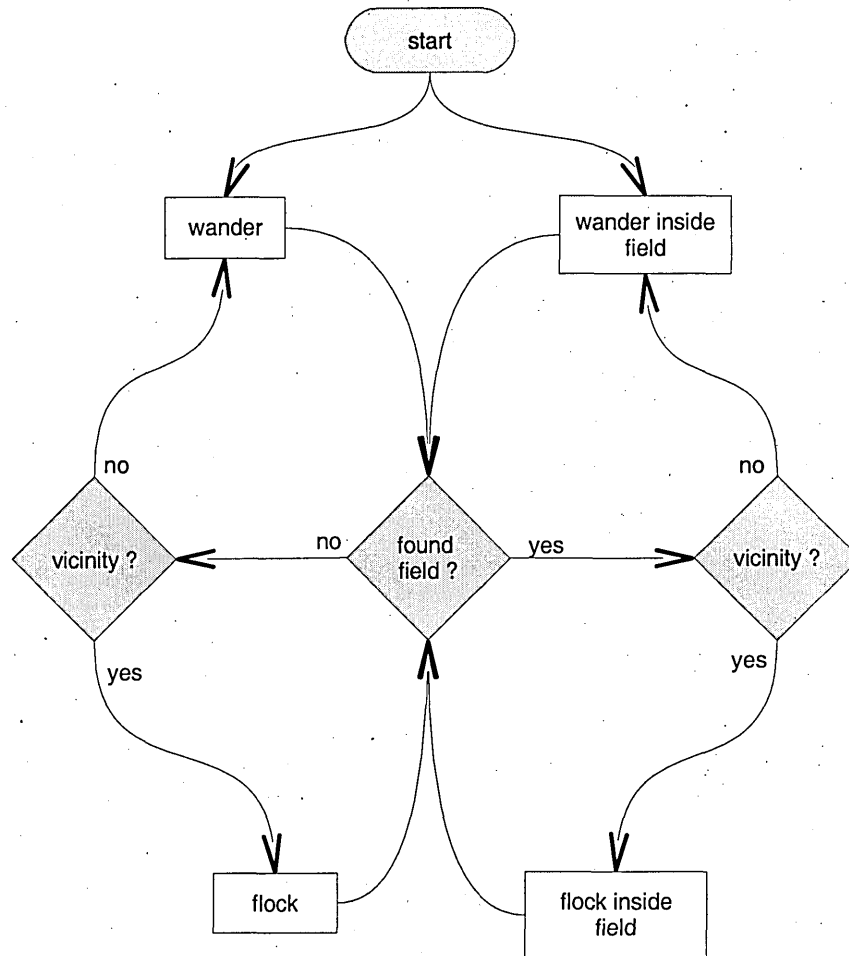 start
wander
wander inside
field
no
no
vicinity ?
no
found
field ?
yes
vicinity ?
yes
yes
flock
flock inside
field